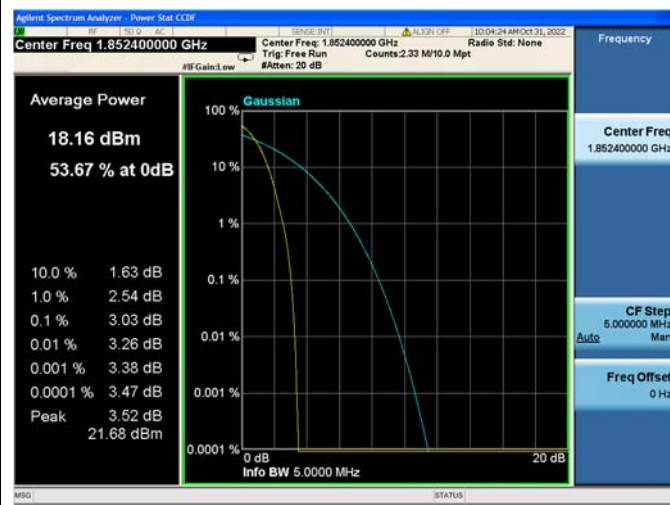 Agilent Spectrum Analyzer - Power Stat CCDF
RF 50 Ω AC SENSE:INT ALIGN OFF 10:04:24 AM Oct 31, 2022
Center Freq 1.852400000 GHz
Center Freq: 1.852400000 GHz Radio Std: None
Trig: Free Run Counts:2.33 M/10.0 Mpt
#IFGain:Low #Atten: 20 dB
Frequency
Average Power
18.16 dBm
53.67 % at 0dB
10.0 % 1.63 dB
1.0 % 2.54 dB
0.1 % 3.03 dB
0.01 % 3.26 dB
0.001 % 3.38 dB
0.0001 % 3.47 dB
Peak 3.52 dB
21.68 dBm
Gaussian
100 %
10 %
1 %
0.1 %
0.01 %
0.001 %
0.0001 %
0 dB 20 dB
Info BW 5.0000 MHz
Center Freq
1.852400000 GHz
CF Step
5.000000 MHz
Auto Man
Freq Offset
0 Hz
MSG STATUS